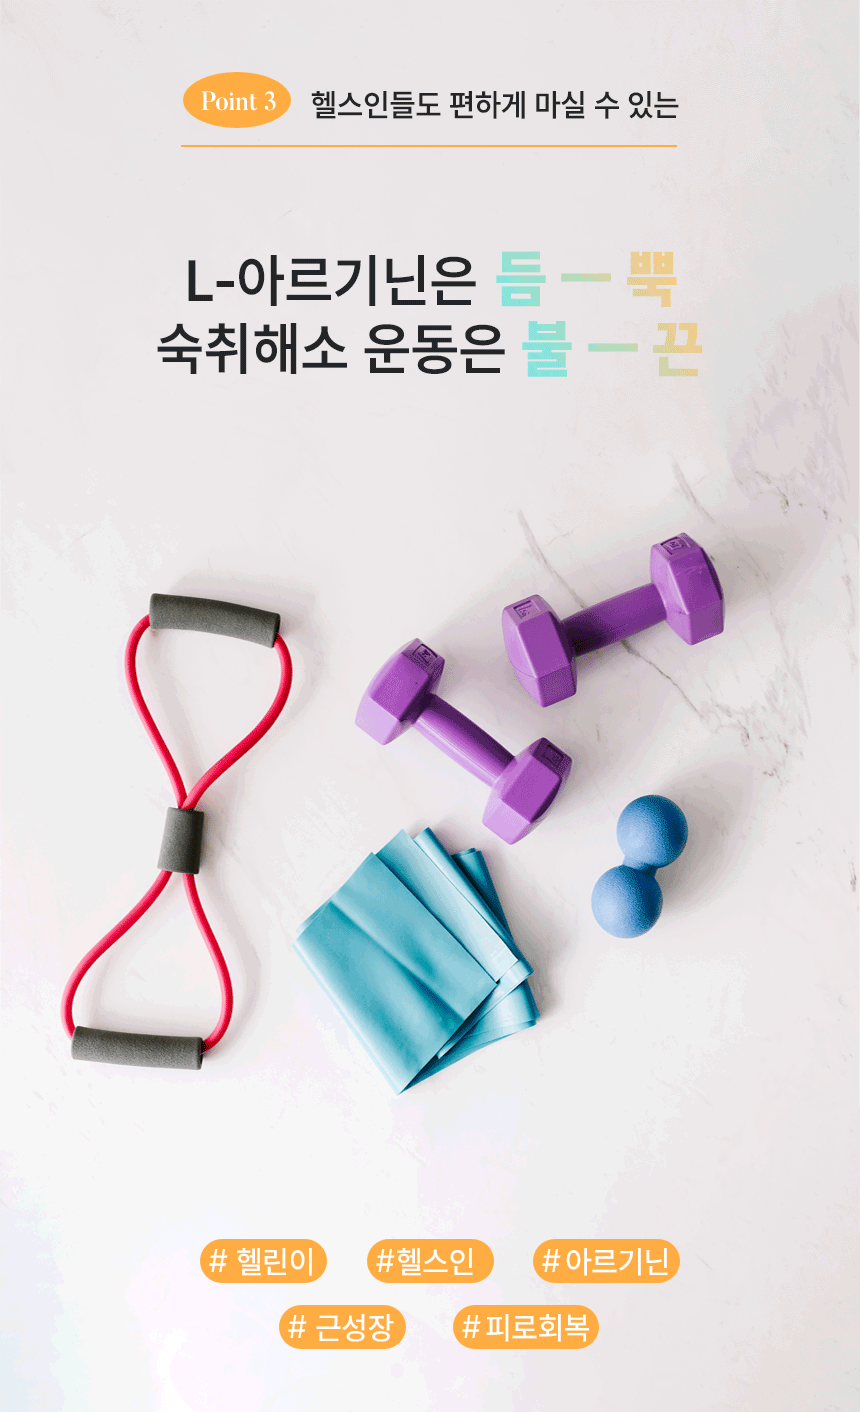 Point 3 헬스인들도 편하게 마실 수 있는
L-아르기닌은 듬 — 뿍
숙취해소 운동은 불 — 끈
# 헬린이 #헬스인 #아르기닌
# 근성장 #피로회복